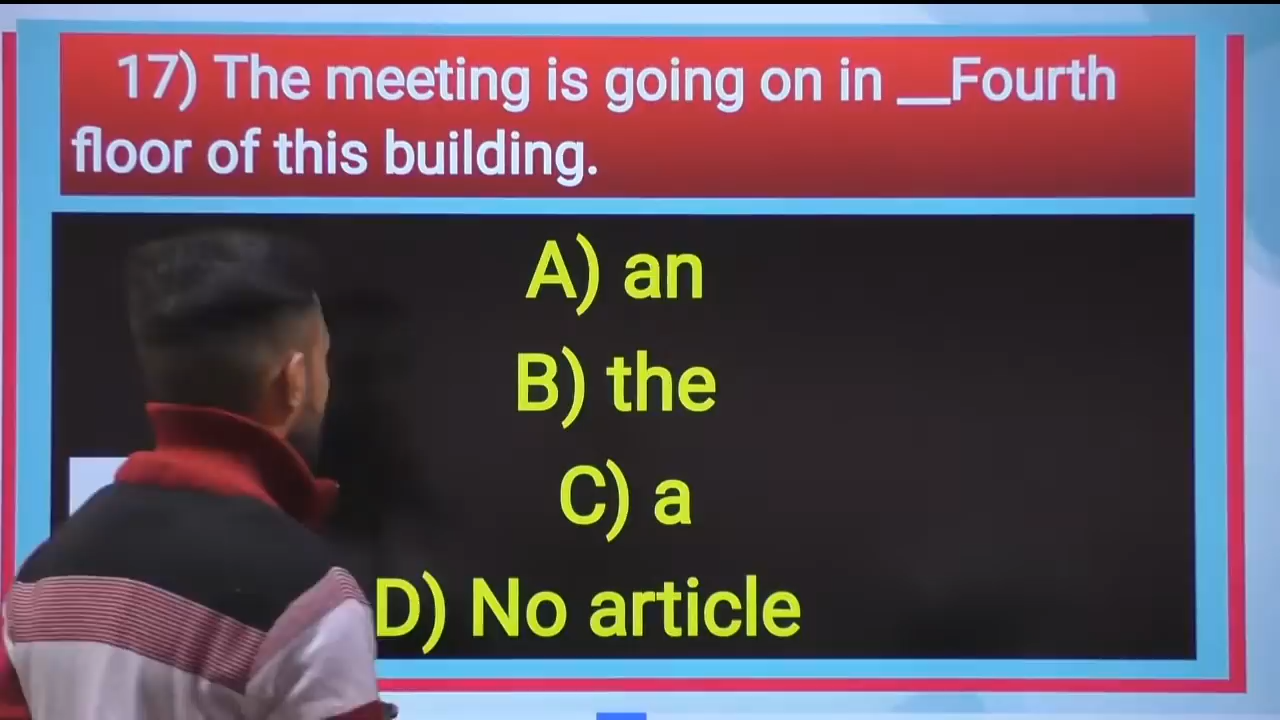 17) The meeting is going on in __Fourth
floor of this building.
A) an
B) the
C) a
D) No article